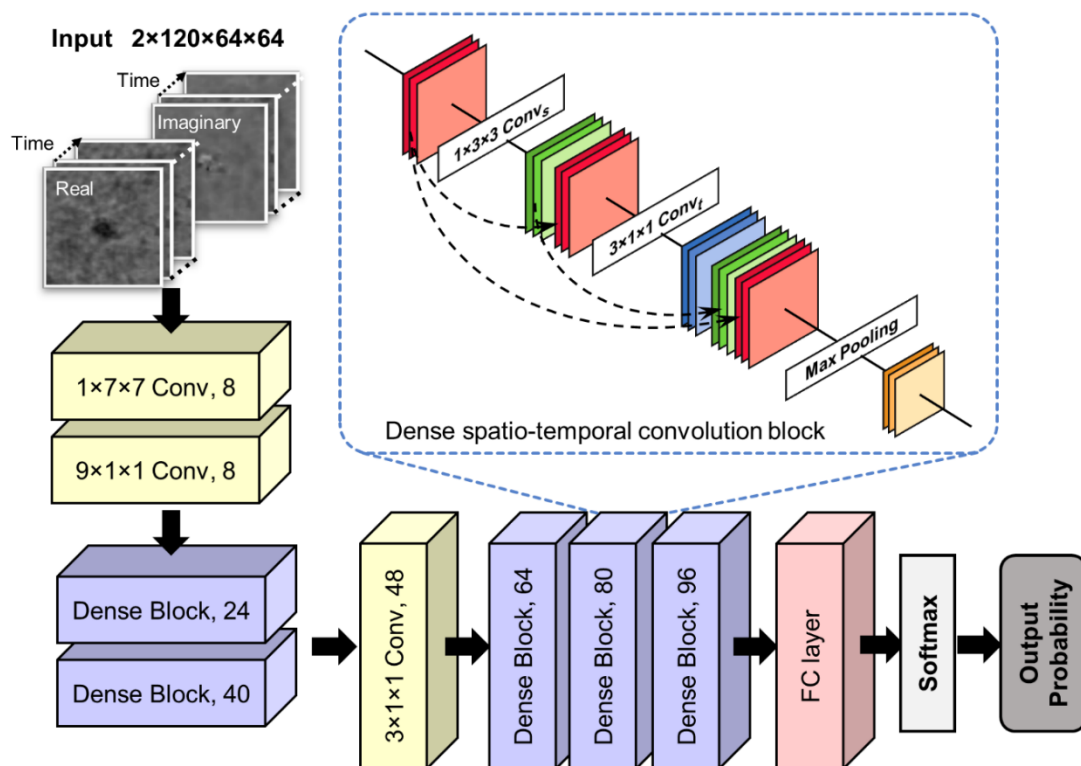 Input 2×120×64×64
Time
Imaginary
Time
Real
1×3×3 Convₛ
3×1×1 Convₜ
Max Pooling
Dense spatio-temporal convolution block
1×7×7 Conv, 8
9×1×1 Conv, 8
Dense Block, 24
Dense Block, 40
3×1×1 Conv, 48
Dense Block, 64
Dense Block, 80
Dense Block, 96
FC layer
Softmax
Output
Probability